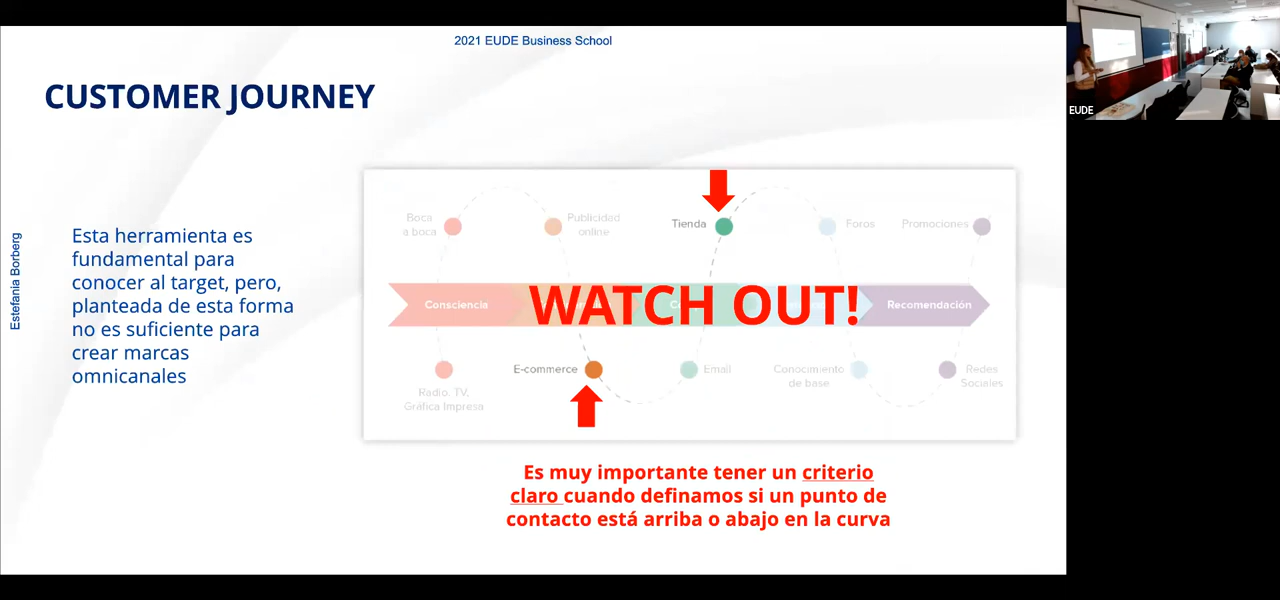 2021 EUDE Business School
EUDE
CUSTOMER JOURNEY
Estefanía Borberg
Esta herramienta es
fundamental para
conocer al target, pero,
planteada de esta forma
no es suficiente para
crear marcas
omnicanales
Boca
a boca
Publicidad
online
Tienda
Foros
Promociones
Consciencia
WATCH OUT!
Recomendación
E-commerce
Email
Conocimiento
de base
Redes
Sociales
Radio, TV,
Gráfica Impresa
Es muy importante tener un criterio
claro cuando definamos si un punto de
contacto está arriba o abajo en la curva